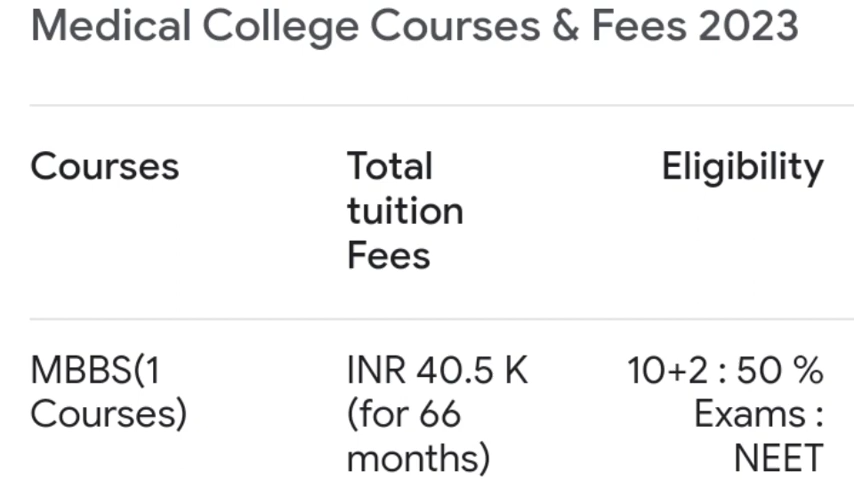 Medical College Courses & Fees 2023
Courses
Total
tuition
Fees
Eligibility
MBBS(1
Courses)
INR 40.5 K
(for 66
months)
10+2 : 50 %
Exams :
NEET